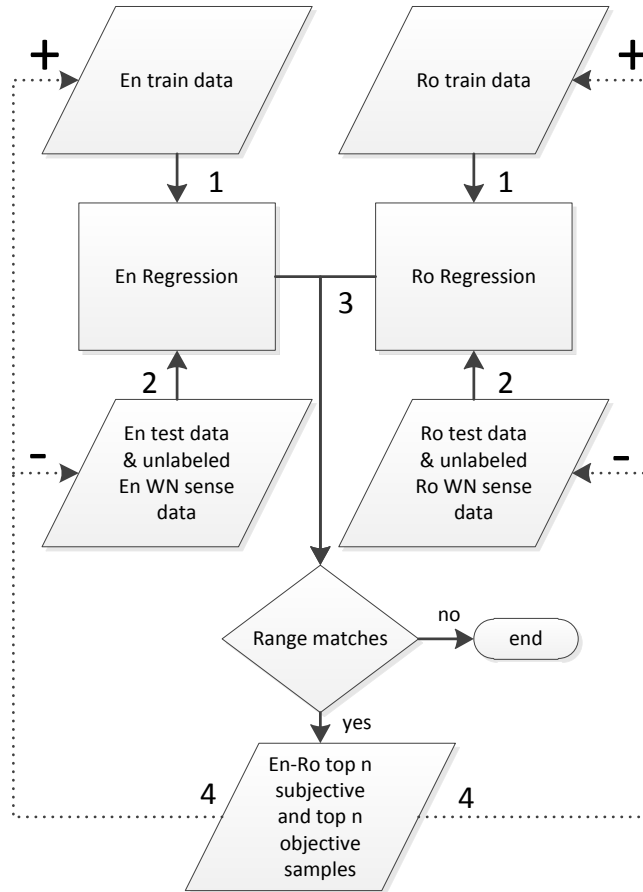 +
+
En train data
Ro train data
1
1
En Regression
Ro Regression
3
2
2
En test data
& unlabeled
En WN sense
data
Ro test data
& unlabeled
Ro WN sense
data
-
-
Range matches
no
end
yes
En-Ro top n
subjective
and top n
objective
samples
4
4